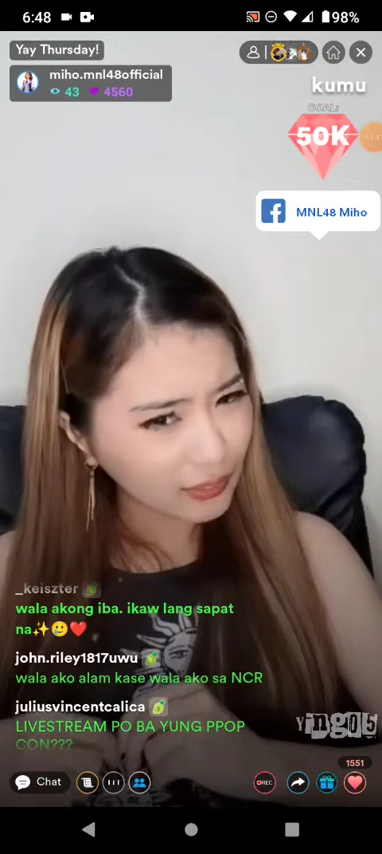 6:48
98%
Yay Thursday!
miho.mnl48official
43 4560
kumu
GOAL:
50K
MNL48 Miho
_keiszter
wala akong iba. ikaw lang sapat
na✨🥲❤️
john.riley1817uwu
wala ako alam kase wala ako sa NCR
juliusvincentcalica
LIVESTREAM PO BA YUNG PPOP
CON???
Yng05
1551
Chat
REC